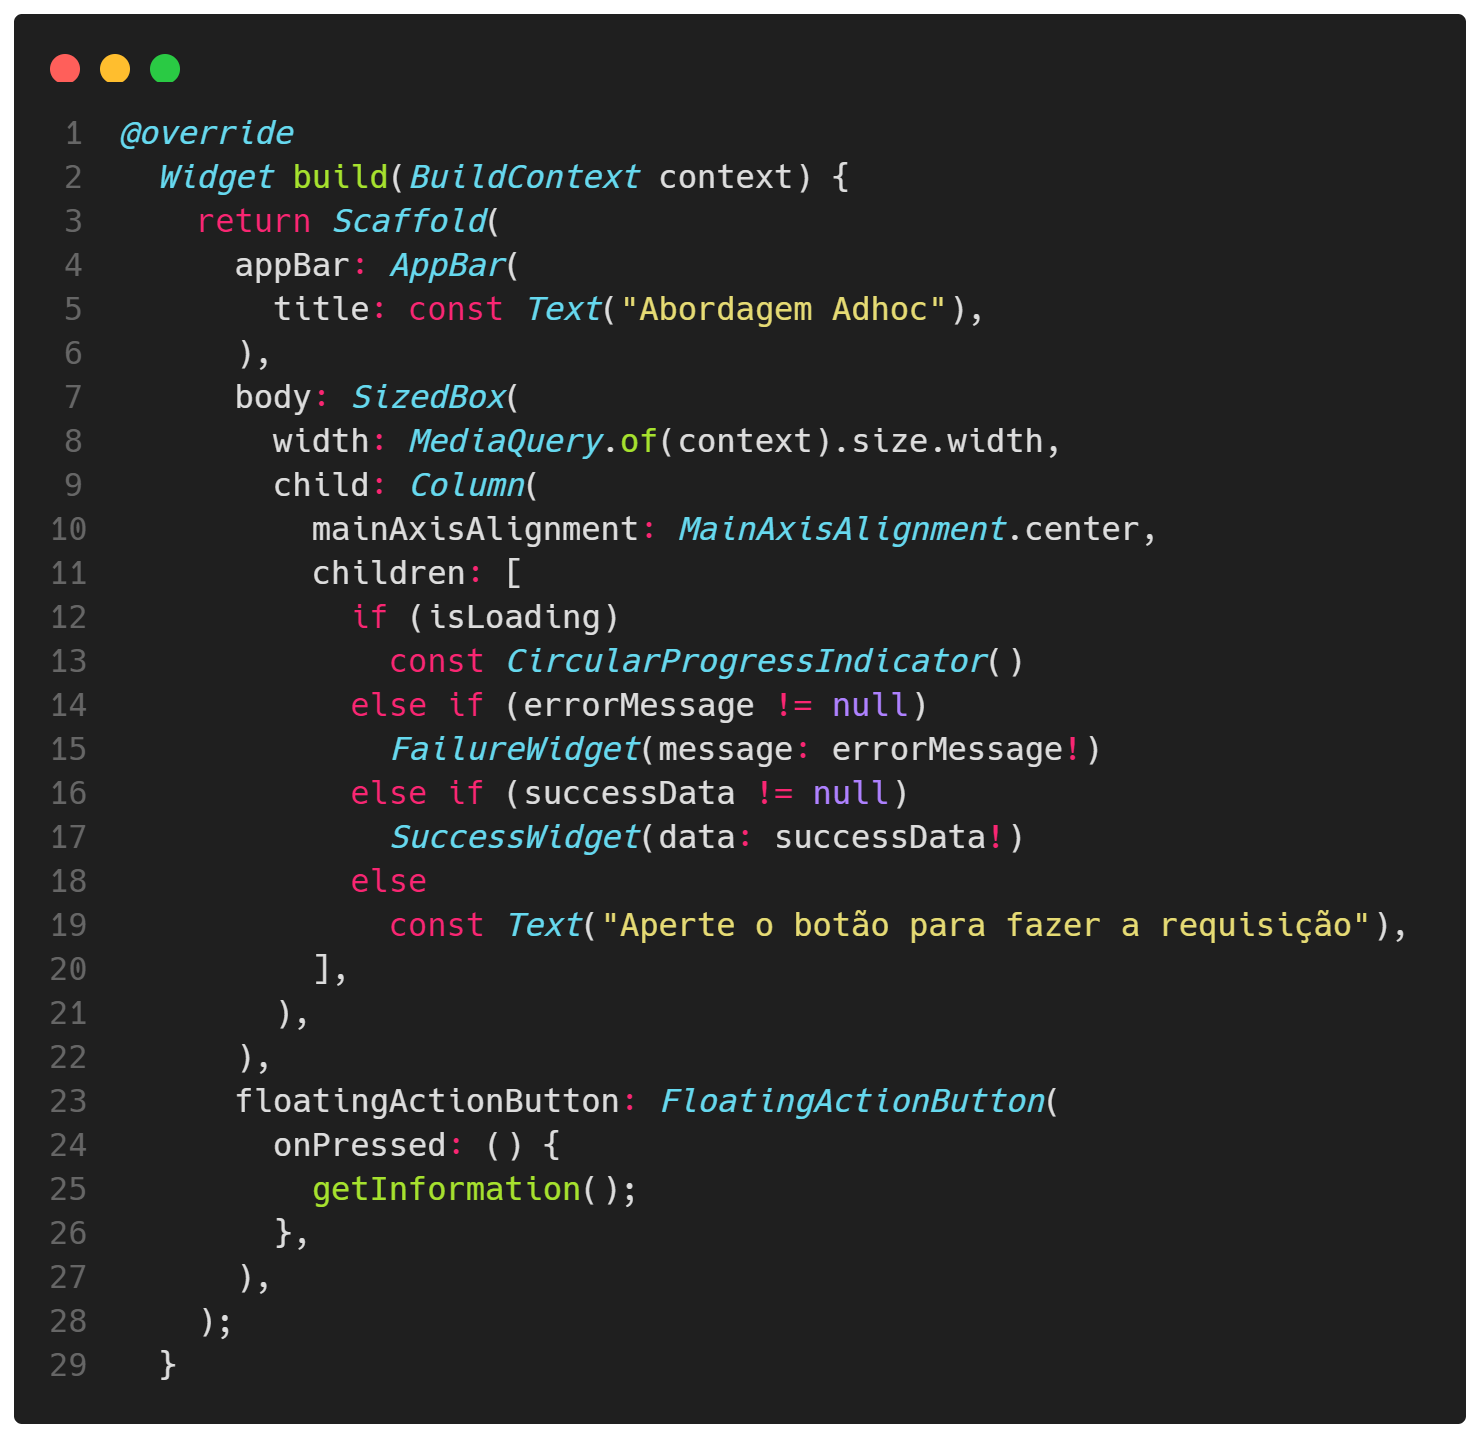 1 @override
2   Widget build(BuildContext context) {
3     return Scaffold(
4       appBar: AppBar(
5         title: const Text("Abordagem Adhoc"),
6       ),
7       body: SizedBox(
8         width: MediaQuery.of(context).size.width,
9         child: Column(
10           mainAxisAlignment: MainAxisAlignment.center,
11           children: [
12             if (isLoading)
13               const CircularProgressIndicator()
14             else if (errorMessage != null)
15               FailureWidget(message: errorMessage!)
16             else if (successData != null)
17               SuccessWidget(data: successData!)
18             else
19               const Text("Aperte o botão para fazer a requisição"),
20           ],
21         ),
22       ),
23       floatingActionButton: FloatingActionButton(
24         onPressed: () {
25           getInformation();
26         },
27       ),
28     );
29   }